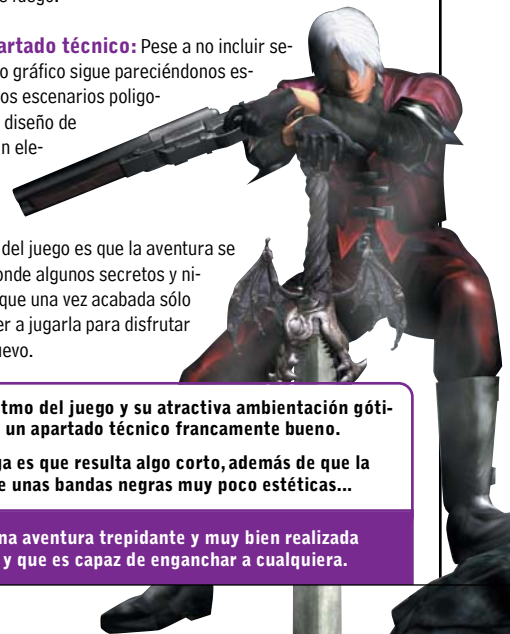 s fuego.
artado técnico: Pese a no incluir se-
o gráfico sigue pareciéndonos es-
os escenarios poligo-
diseño de
n ele-
del juego es que la aventura se
onde algunos secretos y ni-
que una vez acabada sólo
er a jugarla para disfrutar
uevo.
tmo del juego y su atractiva ambientación góti-
un apartado técnico francamente bueno.
ga es que resulta algo corto, además de que la
e unas bandas negras muy poco estéticas...
na aventura trepidante y muy bien realizada
y que es capaz de enganchar a cualquiera.